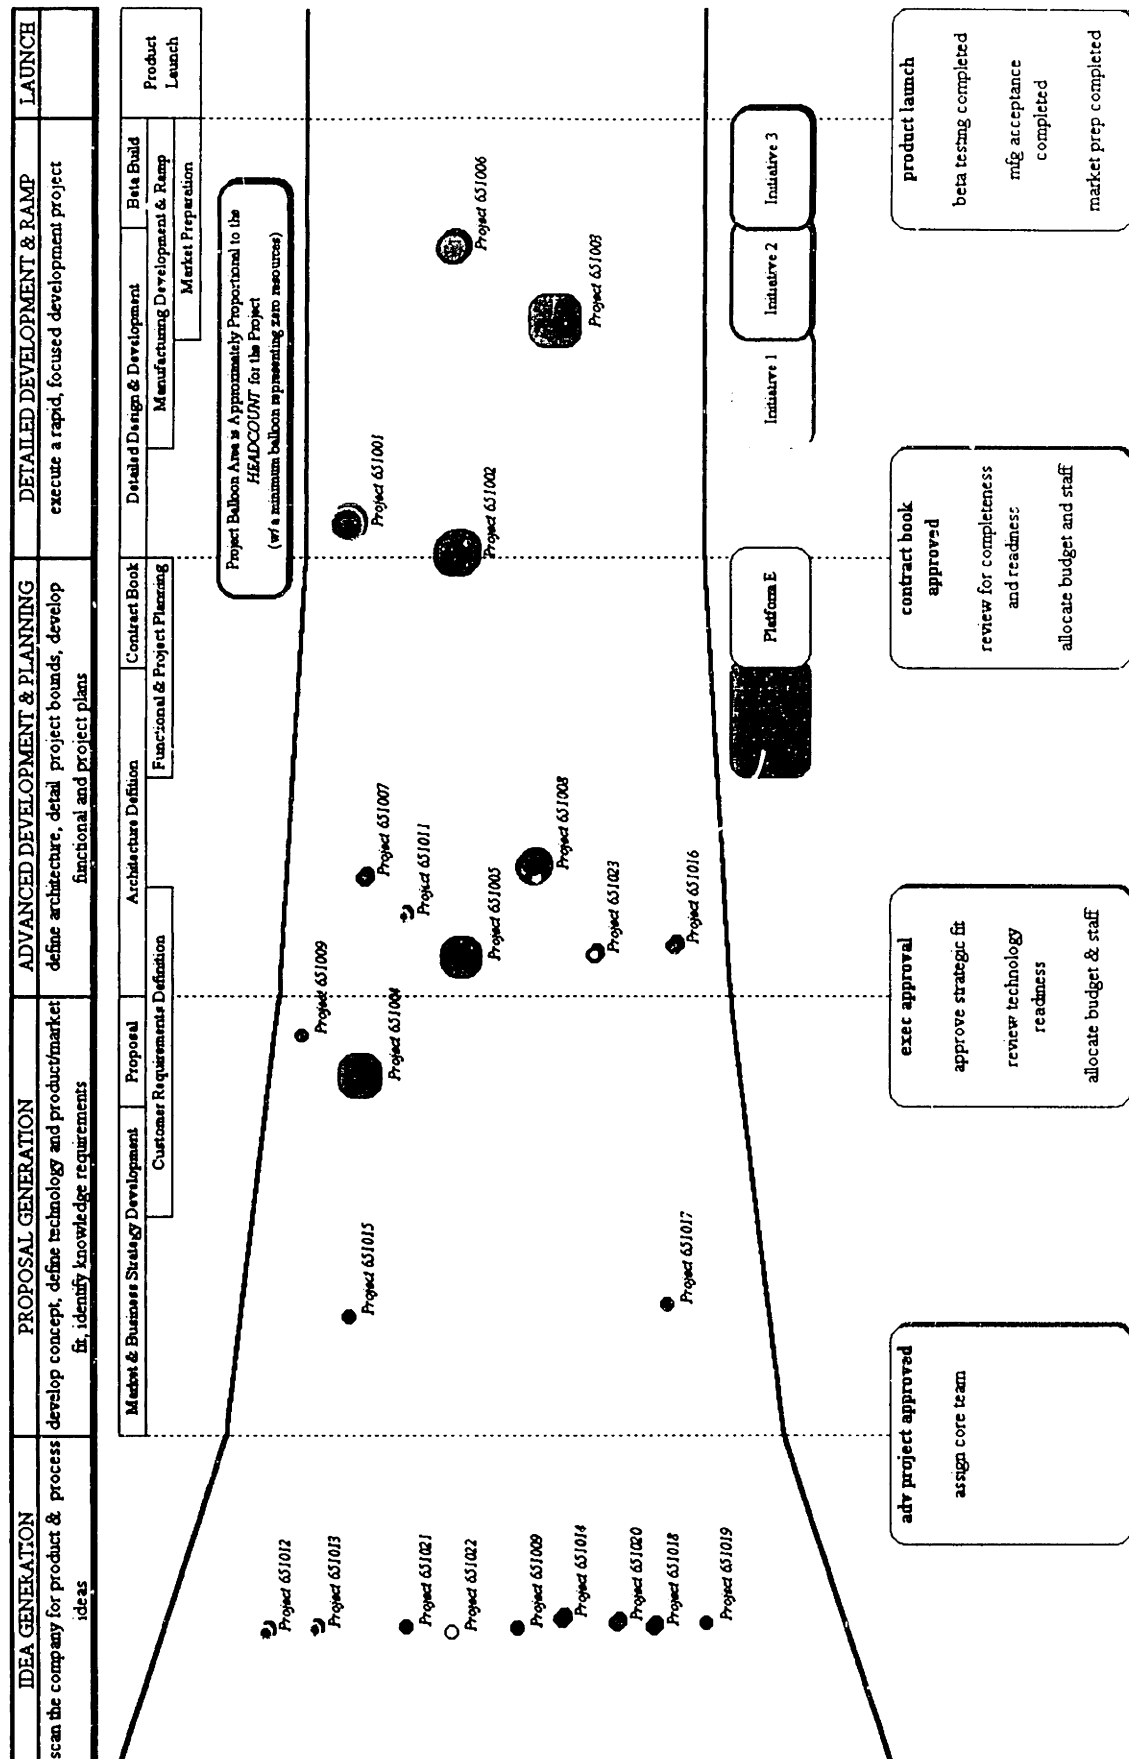 IDEA GENERATION
PROPOSAL GENERATION
ADVANCED DEVELOPMENT & PLANNING
DETAILED DEVELOPMENT & RAMP
LAUNCH
scan the company for product & process
ideas
develop concept, define technology and product/market
fit, identify knowledge requirements
define architecture, detail project bounds, develop
functional and project plans
execute a rapid, focused development project
Market & Business Strategy Development
Proposal
Architecture Defition
Contract Book
Detailed Design & Development
Beta Build
Product
Launch
Customer Requirements Definition
Functional & Project Planning
Manufacturing Development & Ramp
Market Preparation
Project Balloon Area is Approximately Proportional to the
HEADCOUNT for the Project
(w/ a minimum balloon representing zero resources)
Project 651012
Project 651013
Project 651021
Project 651022
Project 651009
Project 651014
Project 651020
Project 651018
Project 651019
Project 651015
Project 651017
Project 651009
Project 651004
Project 651007
Project 651011
Project 651005
Project 651008
Project 651023
Project 651016
Project 651001
Project 651002
Project 651006
Project 651003
Platform E
Initiative 1
Initiative 2
Initiative 3
adv project approved
assign core team
exec approval
approve strategic fit
review technology
readiness
allocate budget & staff
contract book
approved
review for completeness
and readiness
allocate budget and staff
product launch
beta testing completed
mfg acceptance
completed
market prep completed